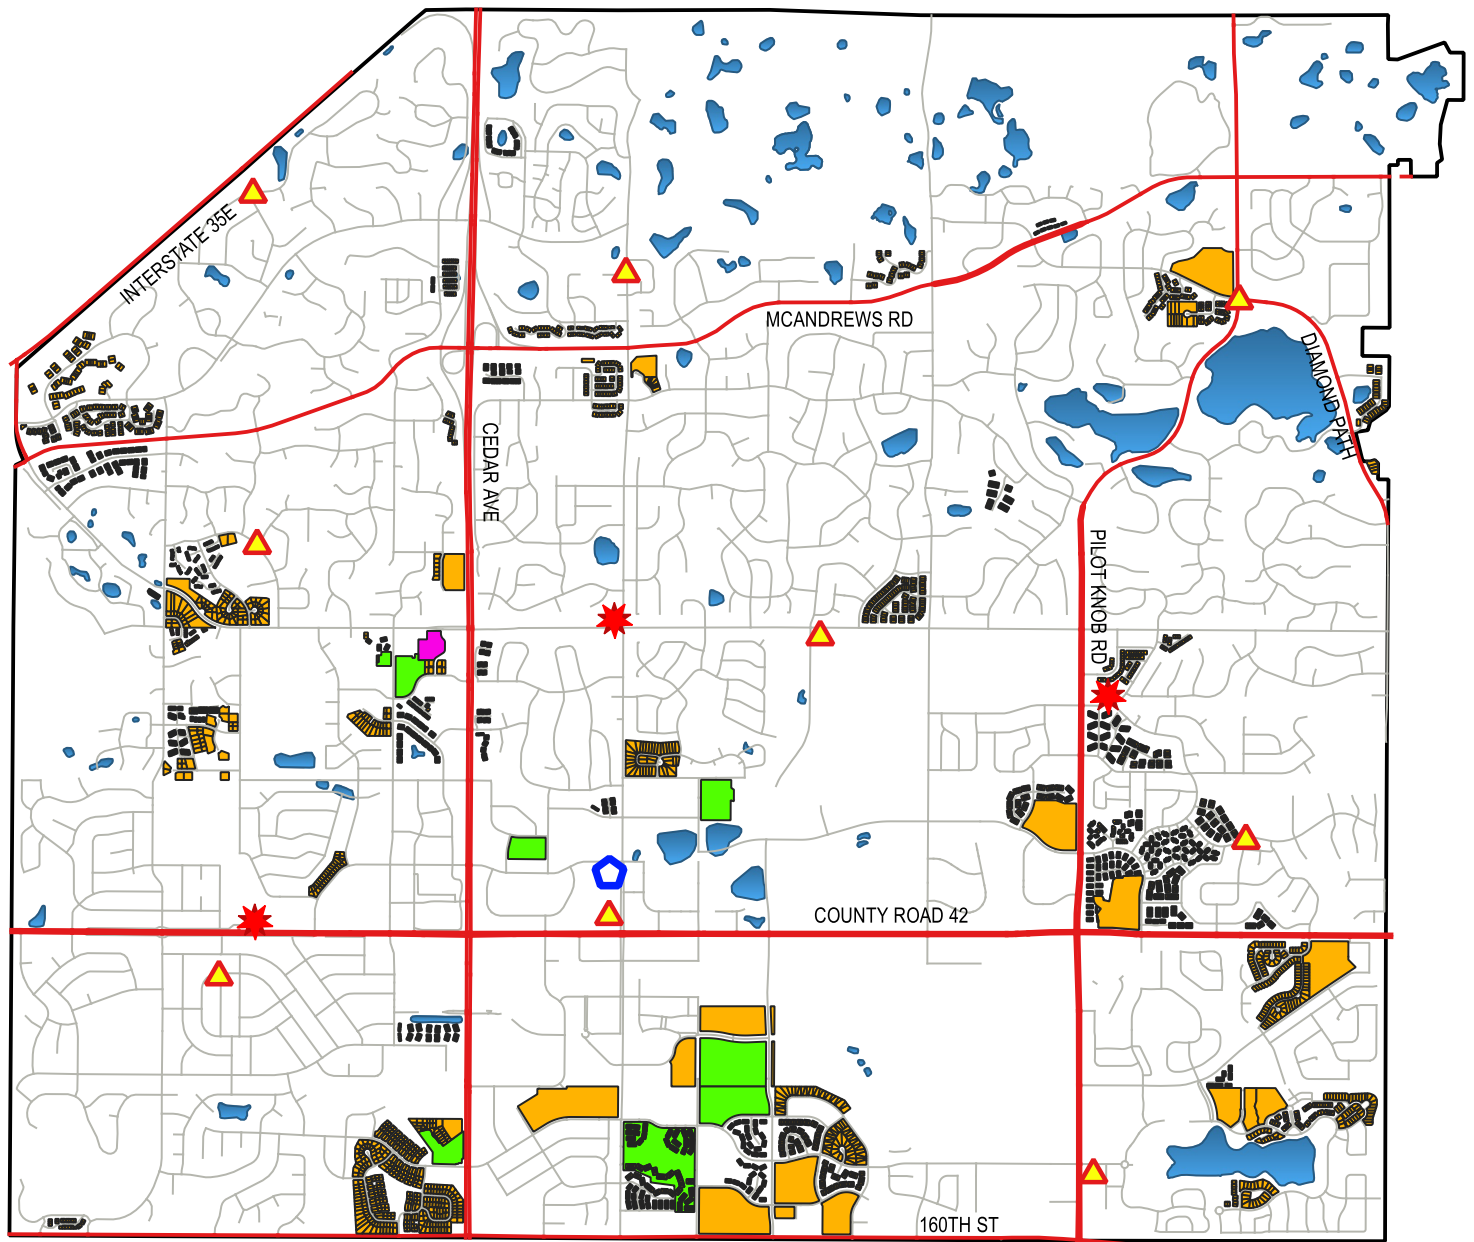 INTERSTATE 35E
MCANDREWS RD
DIAMOND PATH
CEDAR AVE
PILOT KNOB RD
COUNTY ROAD 42
160TH ST